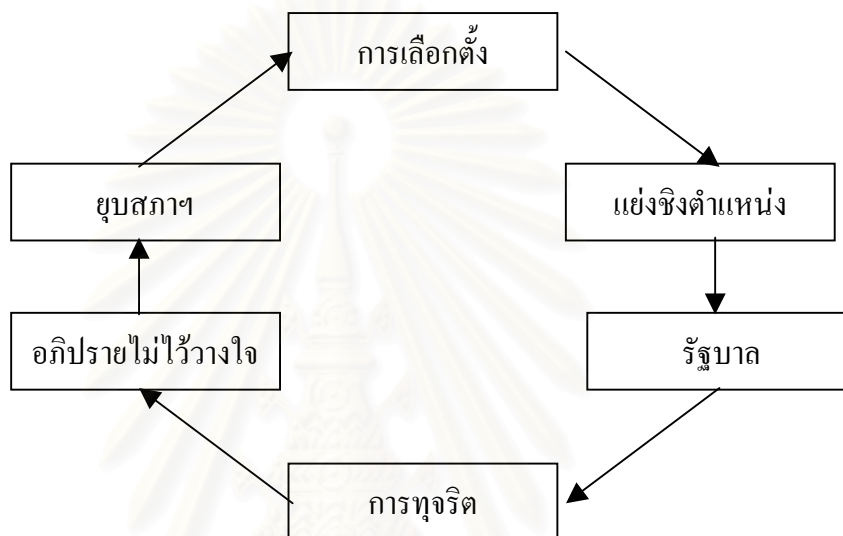 การเลือกตั้ง
แย่งชิงตำแหน่ง
รัฐบาล
การทุจริต
อภิปรายไม่ไว้วางใจ
ยุบสภาฯ